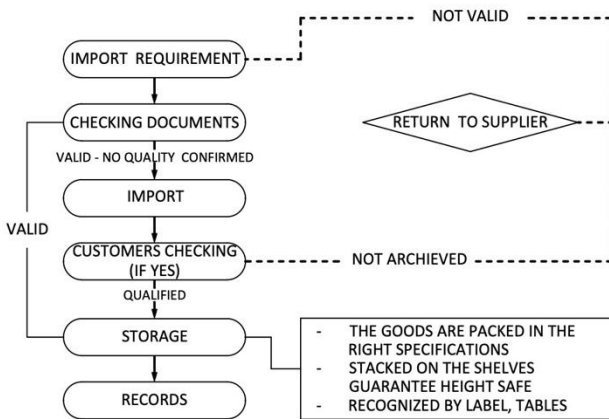 NOT VALID
IMPORT REQUIREMENT
CHECKING DOCUMENTS
RETURN TO SUPPLIER
VALID - NO QUALITY CONFIRMED
IMPORT
VALID
CUSTOMERS CHECKING
(IF YES)
NOT ARCHIEVED
QUALIFIED
STORAGE
- THE GOODS ARE PACKED IN THE
RIGHT SPECIFICATIONS
- STACKED ON THE SHELVES
GUARANTEE HEIGHT SAFE
- RECOGNIZED BY LABEL, TABLES
RECORDS